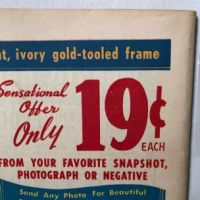 t, ivory gold-tooled frame
Sensational
Offer
Only 19¢
EACH
FROM YOUR FAVORITE SNAPSHOT,
PHOTOGRAPH OR NEGATIVE
Send Any Photo For Beautiful